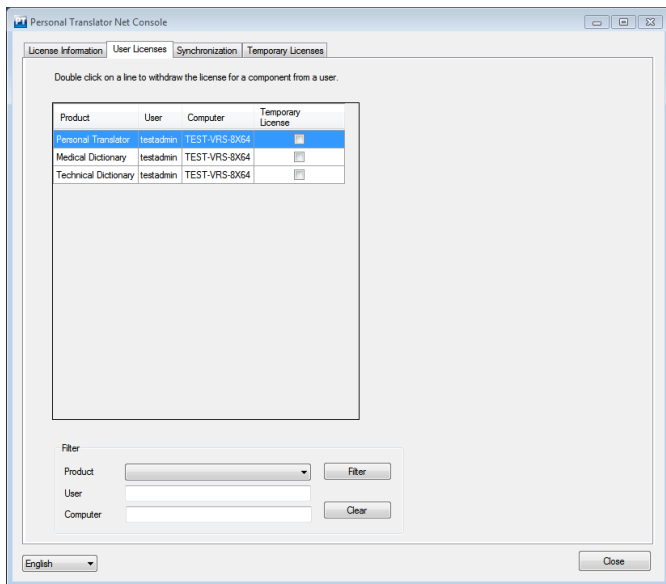 PT Personal Translator Net Console
License Information User Licenses Synchronization Temporary Licenses
Double click on a line to withdraw the license for a component from a user.
Product User Computer Temporary
License
Personal Translator testadmin TEST-VRS-8X64
Medical Dictionary testadmin TEST-VRS-8X64
Technical Dictionary testadmin TEST-VRS-8X64
Filter
Product Filter
User
Computer Clear
English Close